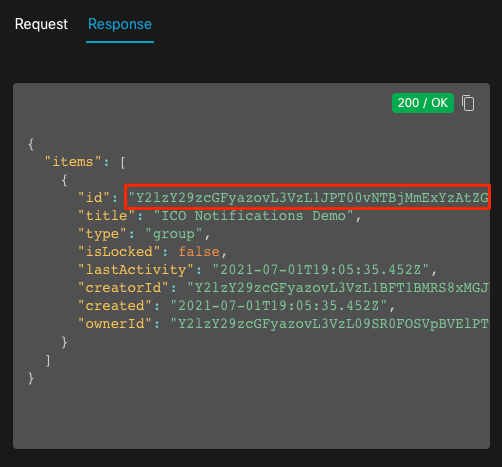 Request Response
200 / OK
{
"items": [
{
"id": "Y2lzY29zcGFyazovL3VzL1JPT00vNTBjMmExYzAtZG
"title": "ICO Notifications Demo",
"type": "group",
"isLocked": false,
"lastActivity": "2021-07-01T19:05:35.452Z",
"creatorId": "Y2lzY29zcGFyazovL3VzL1BFT1BMRS8xMGJ
"created": "2021-07-01T19:05:35.452Z",
"ownerId": "Y2lzY29zcGFyazovL3VzL09SR0FOSVpBVElPT
}
]
}